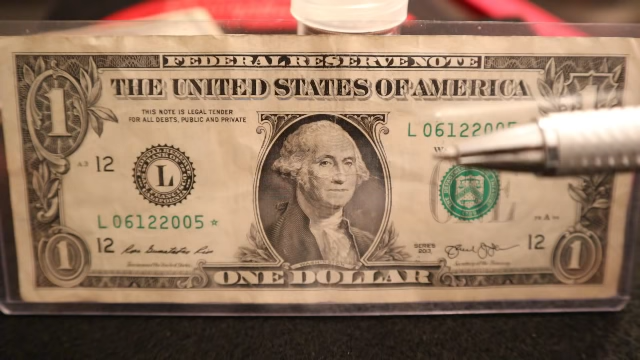 FEDERAL RESERVE NOTE
THE UNITED STATES OF AMERICA
1
THIS NOTE IS LEGAL TENDER
FOR ALL DEBTS, PUBLIC AND PRIVATE
L 06122005
12
L
L 06122005 *
12
SERIES
12
1
ONE DOLLAR
1